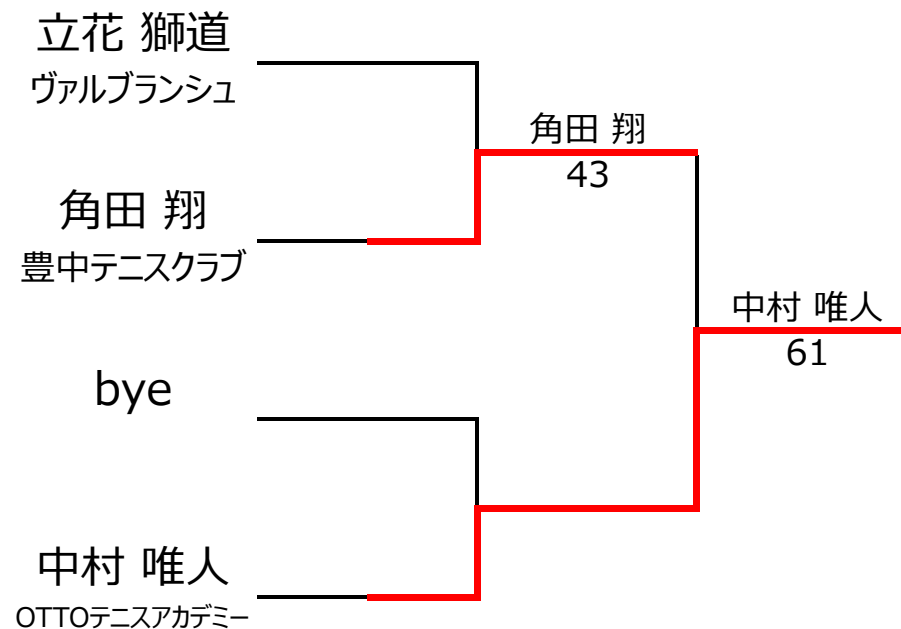 立花 獅道
ヴァルブランシュ
角田 翔
43
角田 翔
豊中テニスクラブ
中村 唯人
61
bye
中村 唯人
OTTOテニスアカデミー